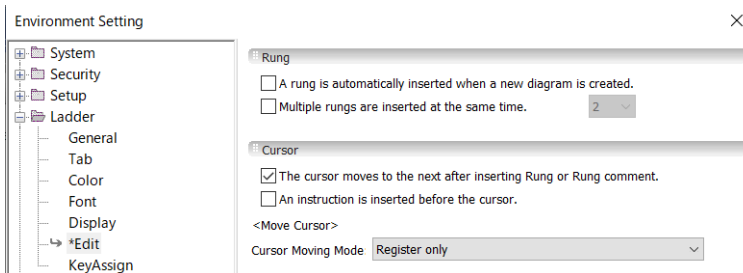 Environment Setting
System
Security
Setup
Ladder
General
Tab
Color
Font
Display
*Edit
KeyAssign
Rung
A rung is automatically inserted when a new diagram is created.
Multiple rungs are inserted at the same time. 2
Cursor
The cursor moves to the next after inserting Rung or Rung comment.
An instruction is inserted before the cursor.
<Move Cursor>
Cursor Moving Mode Register only